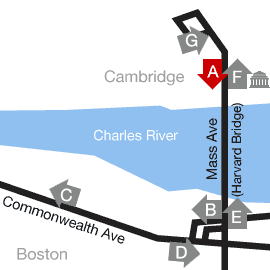 G
A
F
Cambridge
Charles River
Mass Ave
(Harvard Bridge)
C
B
E
Commonwealth Ave
D
Boston